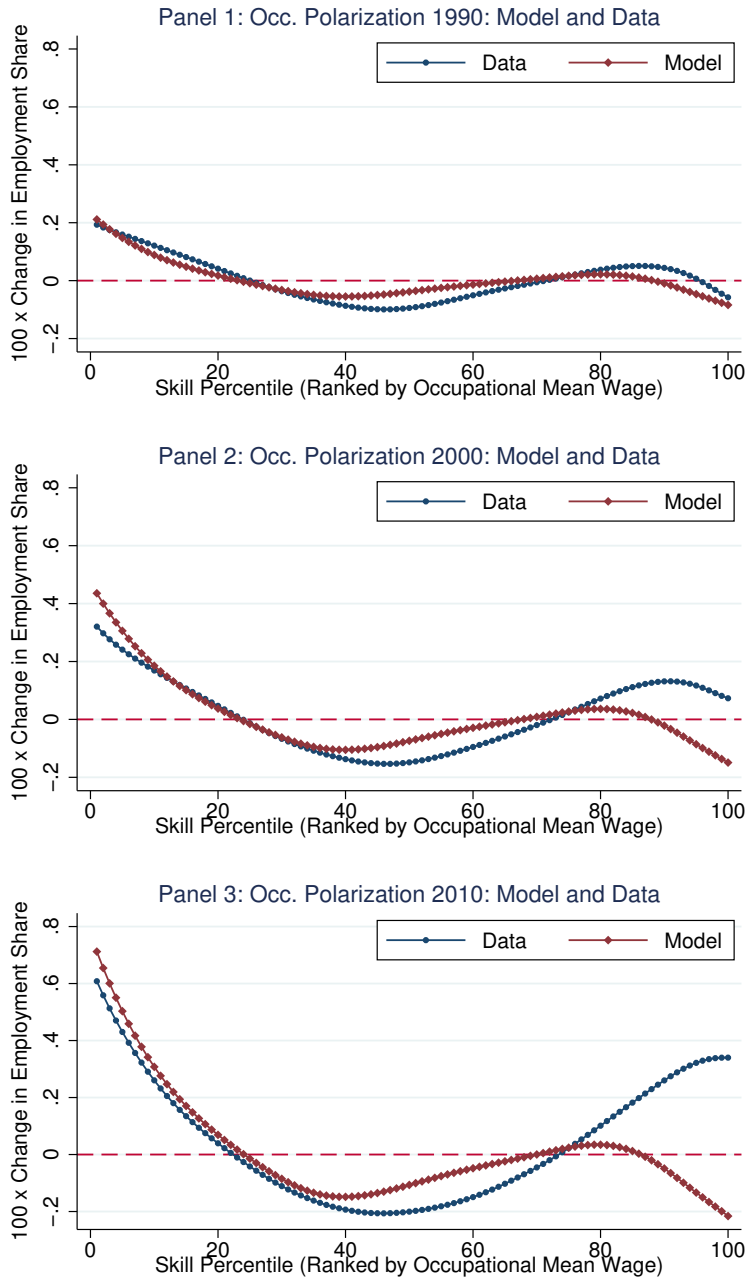 Panel 1: Occ. Polarization 1990: Model and Data
100 x Change in Employment Share
.8
.6
.4
.2
0
-.2
Data Model
0 20 40 60 80 100
Skill Percentile (Ranked by Occupational Mean Wage)
Panel 2: Occ. Polarization 2000: Model and Data
100 x Change in Employment Share
.8
.6
.4
.2
0
-.2
Data Model
0 20 40 60 80 100
Skill Percentile (Ranked by Occupational Mean Wage)
Panel 3: Occ. Polarization 2010: Model and Data
100 x Change in Employment Share
.8
.6
.4
.2
0
-.2
Data Model
0 20 40 60 80 100
Skill Percentile (Ranked by Occupational Mean Wage)